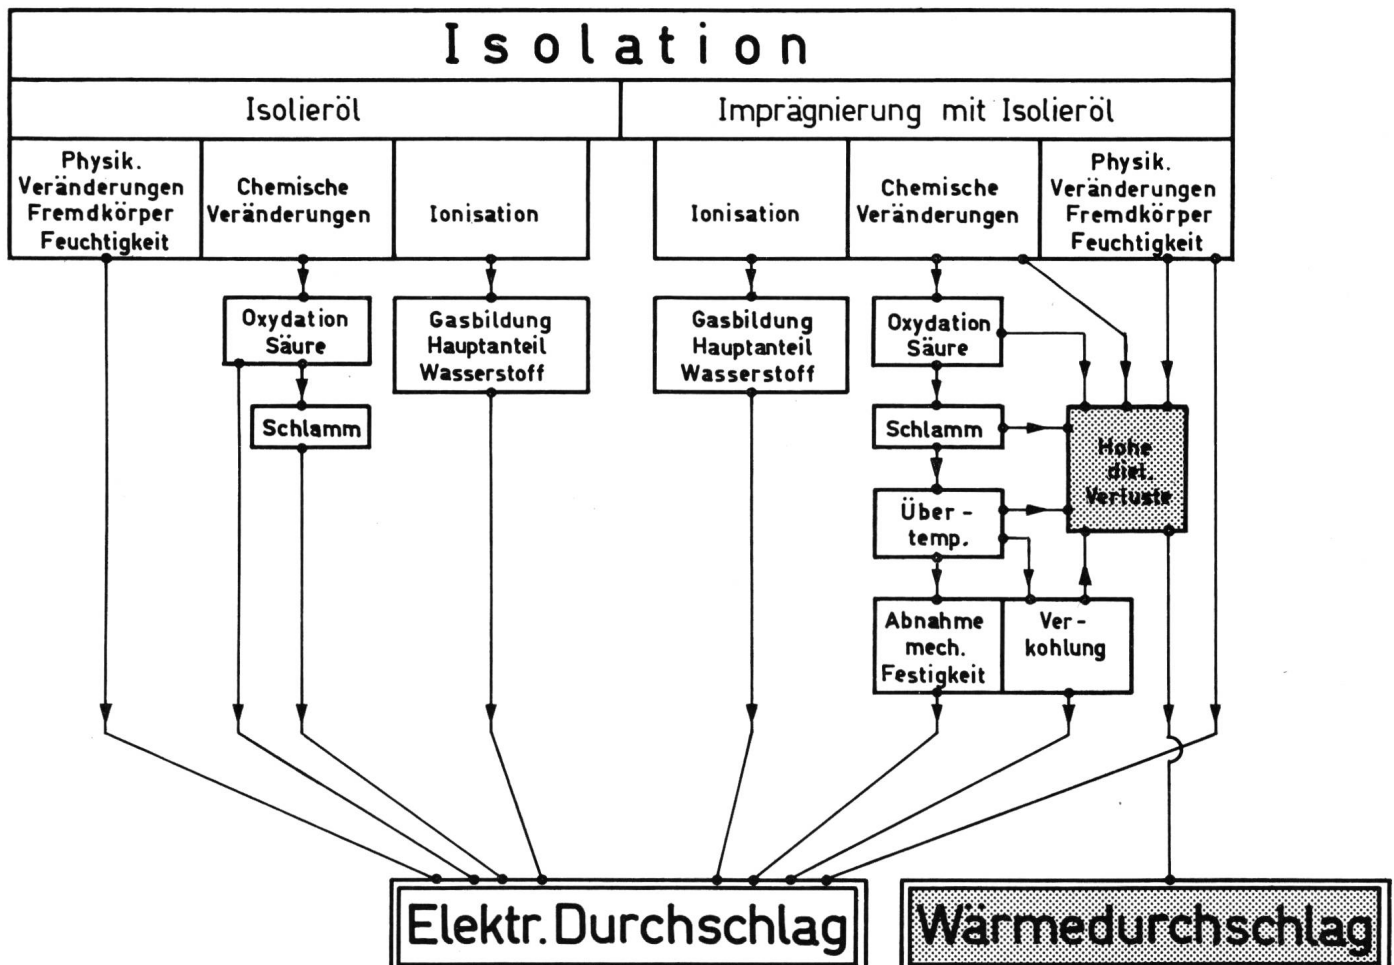 Isolation
Isolieröl
Imprägnierung mit Isolieröl
Physik.
Veränderungen
Fremdkörper
Feuchtigkeit
Chemische
Veränderungen
Ionisation
Ionisation
Chemische
Veränderungen
Physik.
Veränderungen
Fremdkörper
Feuchtigkeit
Oxydation
Säure
Gasbildung
Hauptanteil
Wasserstoff
Gasbildung
Hauptanteil
Wasserstoff
Oxydation
Säure
Schlamm
Schlamm
Hohe
diel.
Verluste
Über-
temp.
Abnahme
mech.
Festigkeit
Ver-
kohlung
Elektr. Durchschlag
Wärmedurchschlag